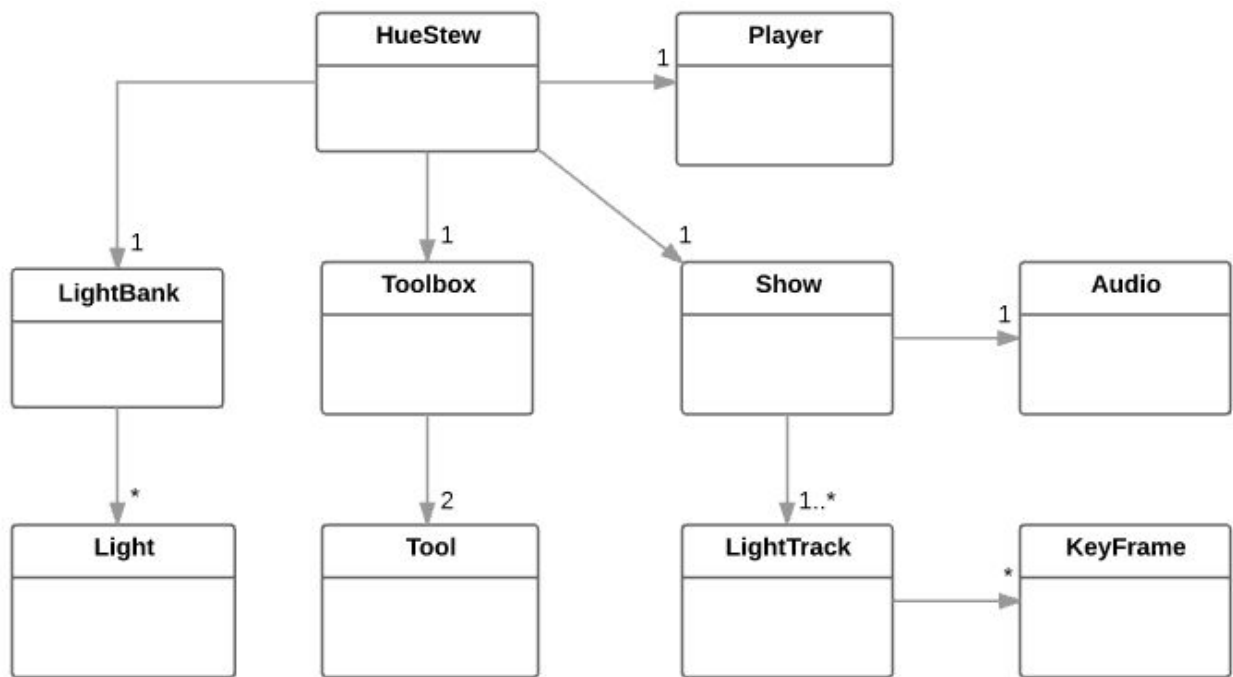 HueStew
Player
1
1
1
1
LightBank
Toolbox
Show
Audio
1
*
2
1..*
Light
Tool
LightTrack
KeyFrame
*